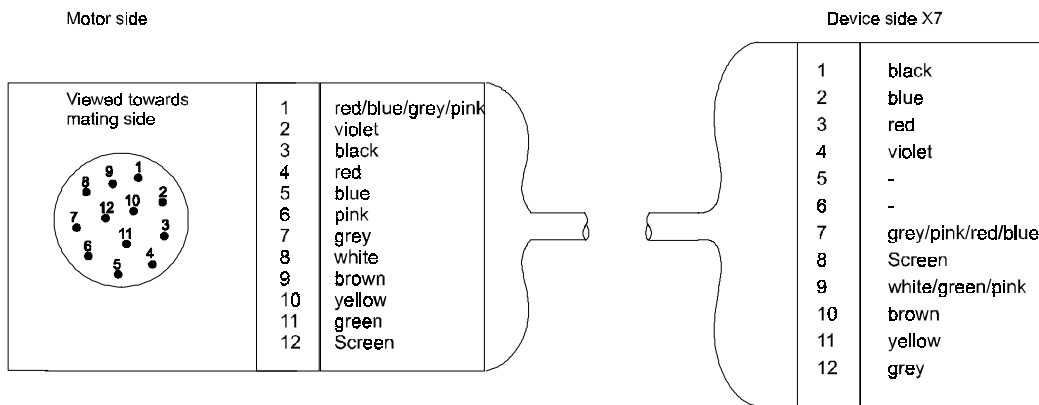 Motor side
Device side X7
Viewed towards
mating side
9 1
8 2
12 10
7 3
11
6 4
5
1 red/blue/grey/pink
2 violet
3 black
4 red
5 blue
6 pink
7 grey
8 white
9 brown
10 yellow
11 green
12 Screen
1 black
2 blue
3 red
4 violet
5 -
6 -
7 grey/pink/red/blue
8 Screen
9 white/green/pink
10 brown
11 yellow
12 grey